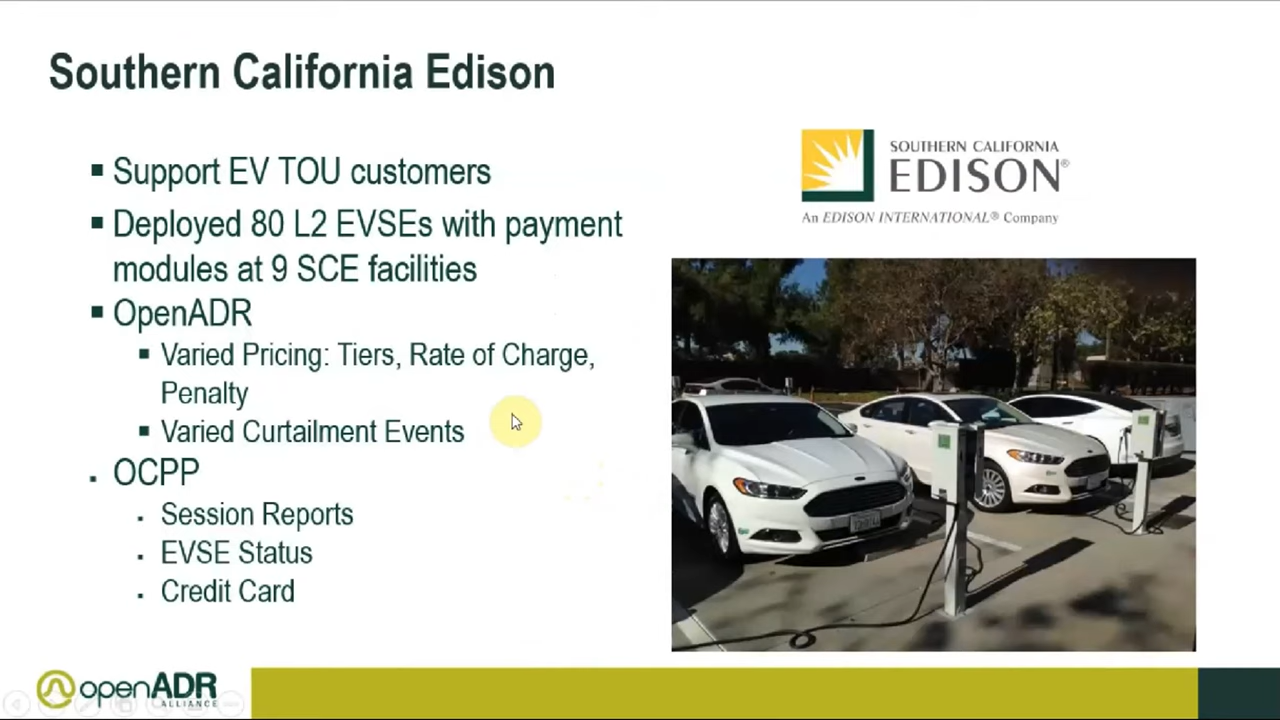 Southern California Edison
▪ Support EV TOU customers
▪ Deployed 80 L2 EVSEs with payment
modules at 9 SCE facilities
▪ OpenADR
▪ Varied Pricing: Tiers, Rate of Charge,
Penalty
▪ Varied Curtailment Events
▪ OCPP
▪ Session Reports
▪ EVSE Status
▪ Credit Card
SOUTHERN CALIFORNIA
EDISON®
An EDISON INTERNATIONAL® Company
openADR
ALLIANCE